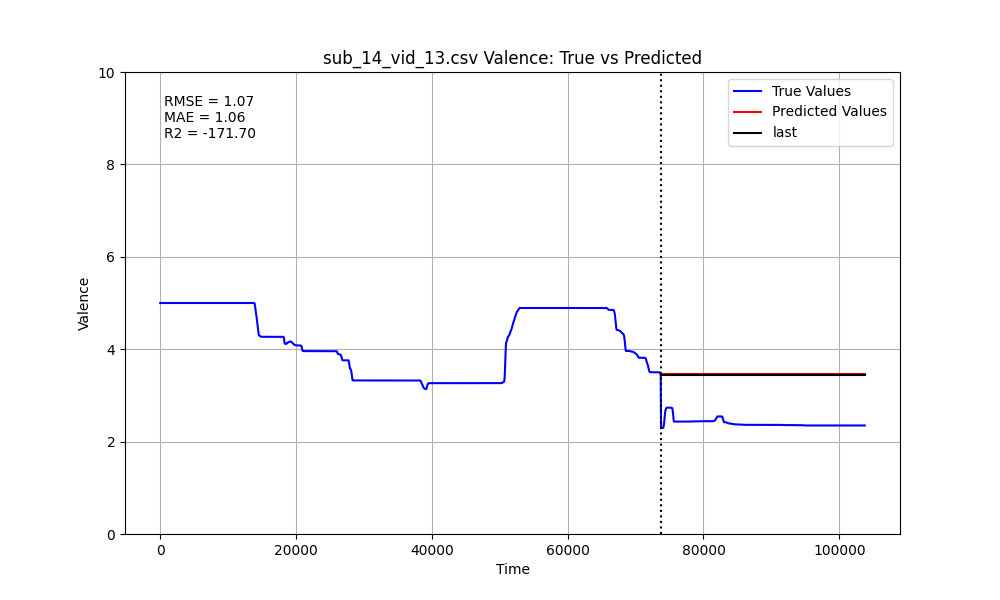 sub_14_vid_13.csv Valence: True vs Predicted
RMSE = 1.07
MAE = 1.06
R2 = -171.70
True Values
Predicted Values
last
10
8
6
4
2
0
Valence
0
20000
40000
60000
80000
100000
Time